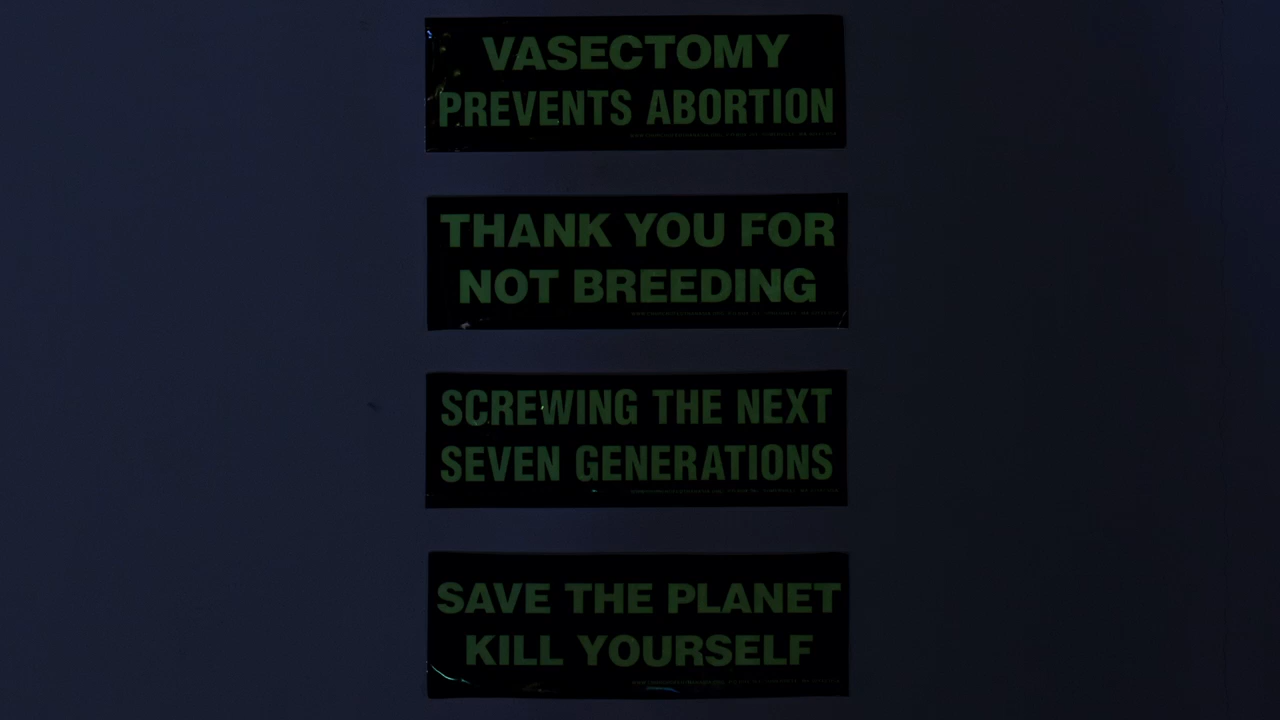 VASECTOMY
PREVENTS ABORTION
THANK YOU FOR
NOT BREEDING
SCREWING THE NEXT
SEVEN GENERATIONS
SAVE THE PLANET
KILL YOURSELF